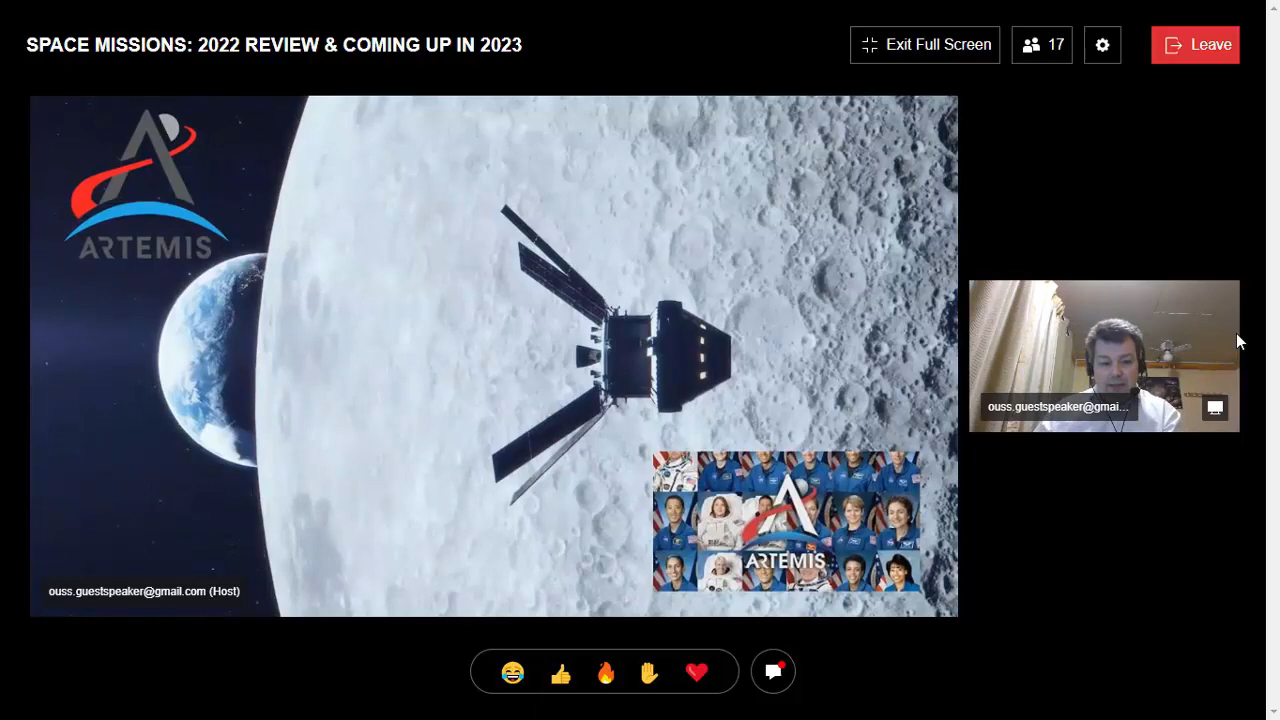 SPACE MISSIONS: 2022 REVIEW & COMING UP IN 2023
Exit Full Screen
17
Leave
ARTEMIS
ouss.guestspeaker@gmai...
ARTEMIS
ouss.guestspeaker@gmail.com (Host)